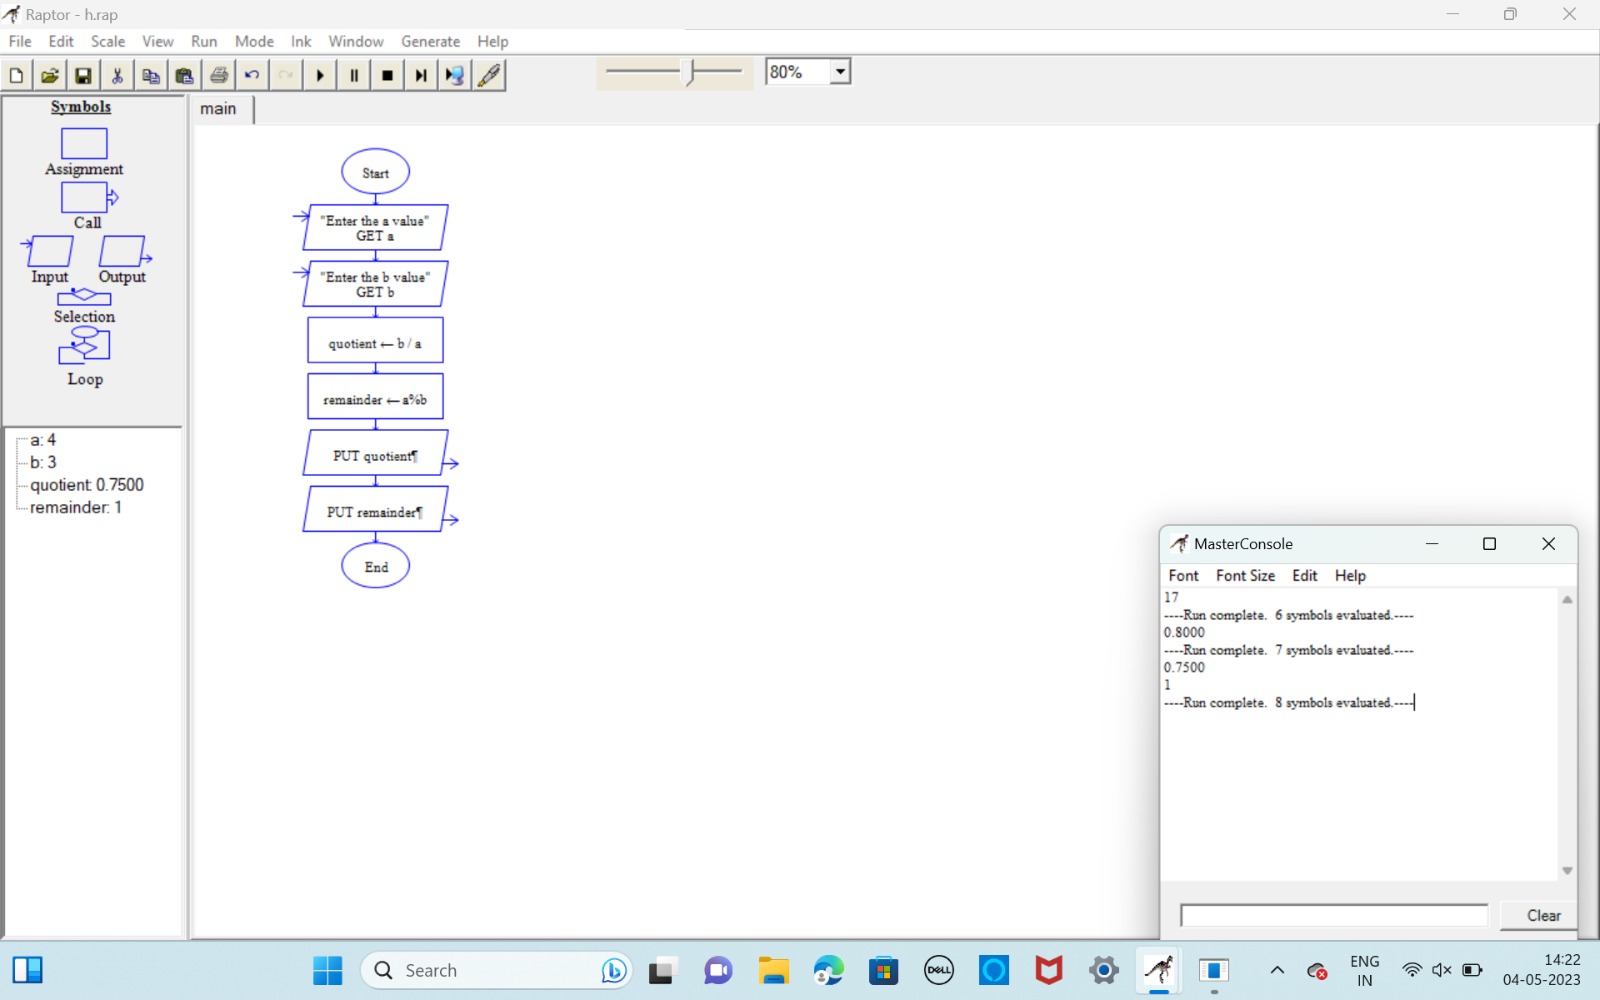 Raptor - h.rap
File Edit Scale View Run Mode Ink Window Generate Help
80%
Symbols
Assignment
Call
Input Output
Selection
Loop
a: 4
b: 3
quotient: 0.7500
remainder: 1
main
Start
"Enter the a value"
GET a
"Enter the b value"
GET b
quotient ← b / a
remainder ← a%b
PUT quotient¶
PUT remainder¶
End
MasterConsole
Font Font Size Edit Help
17
----Run complete. 6 symbols evaluated.----
0.8000
----Run complete. 7 symbols evaluated.----
0.7500
1
----Run complete. 8 symbols evaluated.----
Clear
Search
DELL
ENG
IN
14:22
04-05-2023